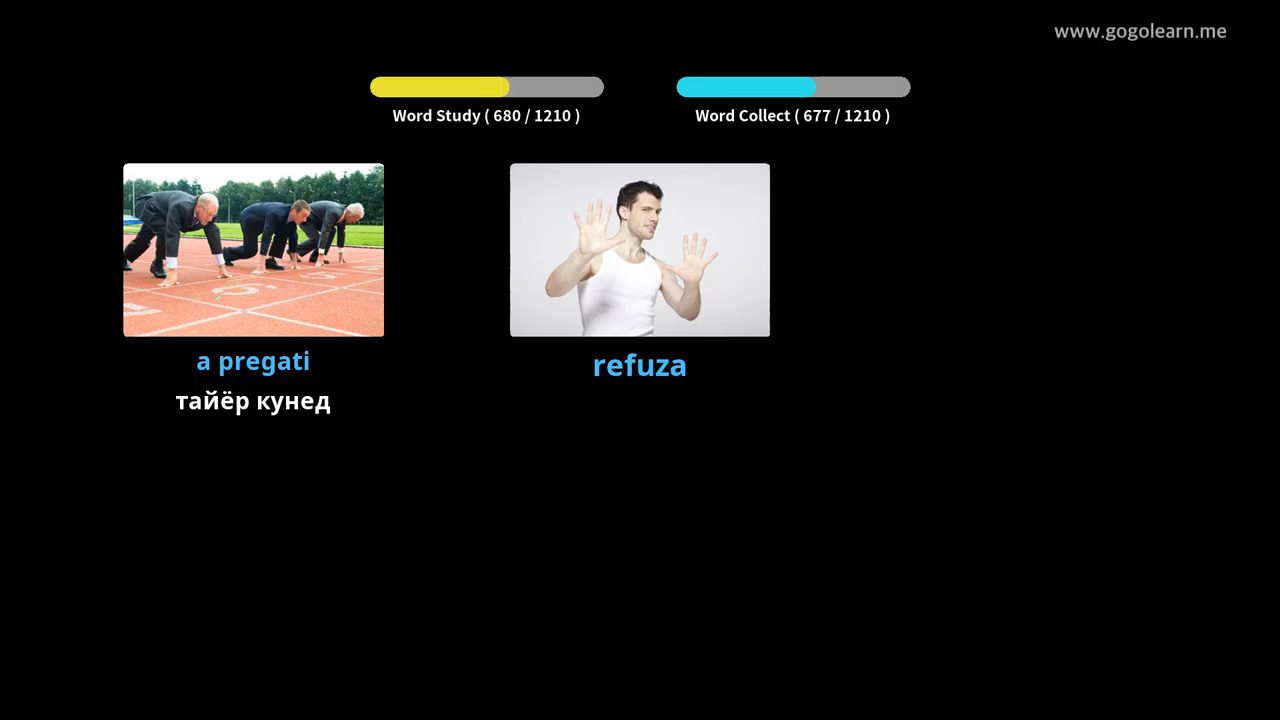 www.gogolearn.me
Word Study ( 680 / 1210 )
Word Collect ( 677 / 1210 )
a pregati
тайёр кунед
refuza